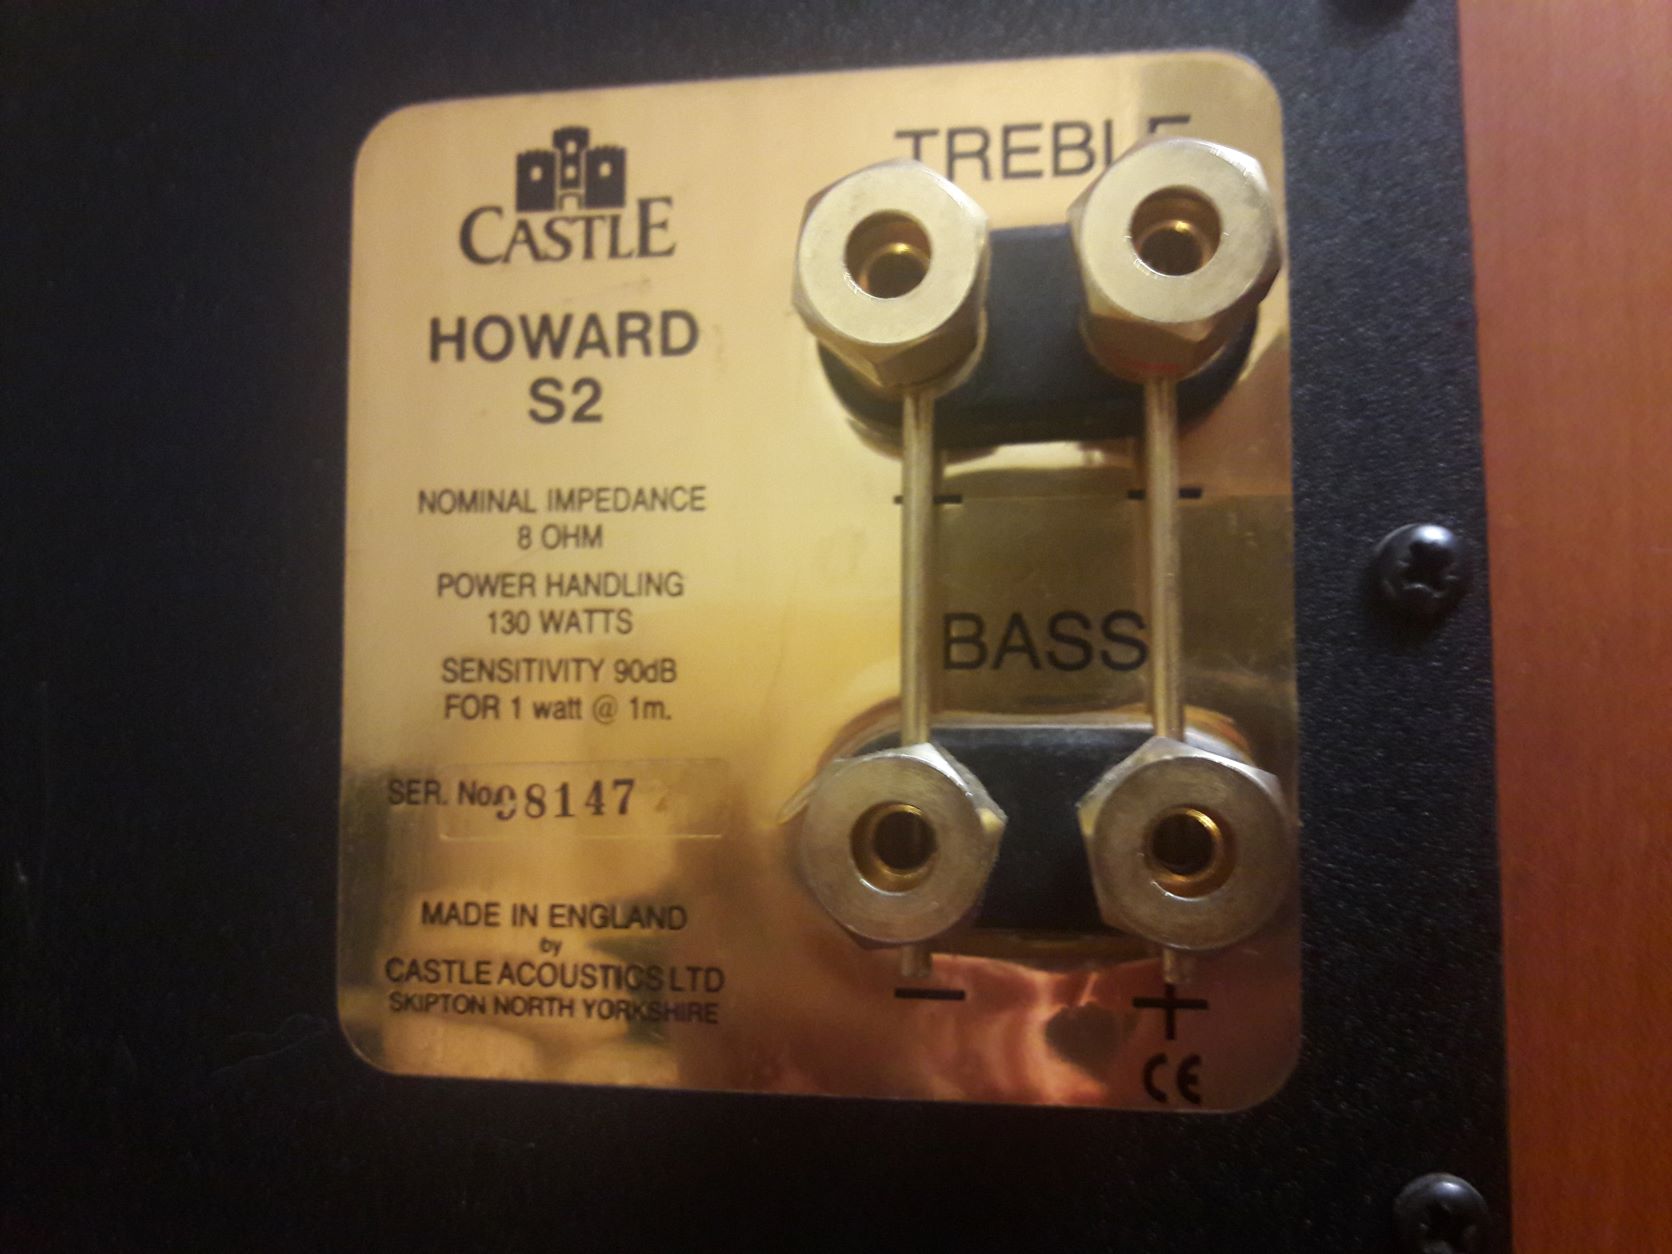 CASTLE
HOWARD
S2
NOMINAL IMPEDANCE
8 OHM
POWER HANDLING
130 WATTS
SENSITIVITY 90dB
FOR 1 watt @ 1m.
SER. No. 98147
MADE IN ENGLAND
by
CASTLE ACOUSTICS LTD
SKIPTON NORTH YORKSHIRE
TREBLE
BASS
CE